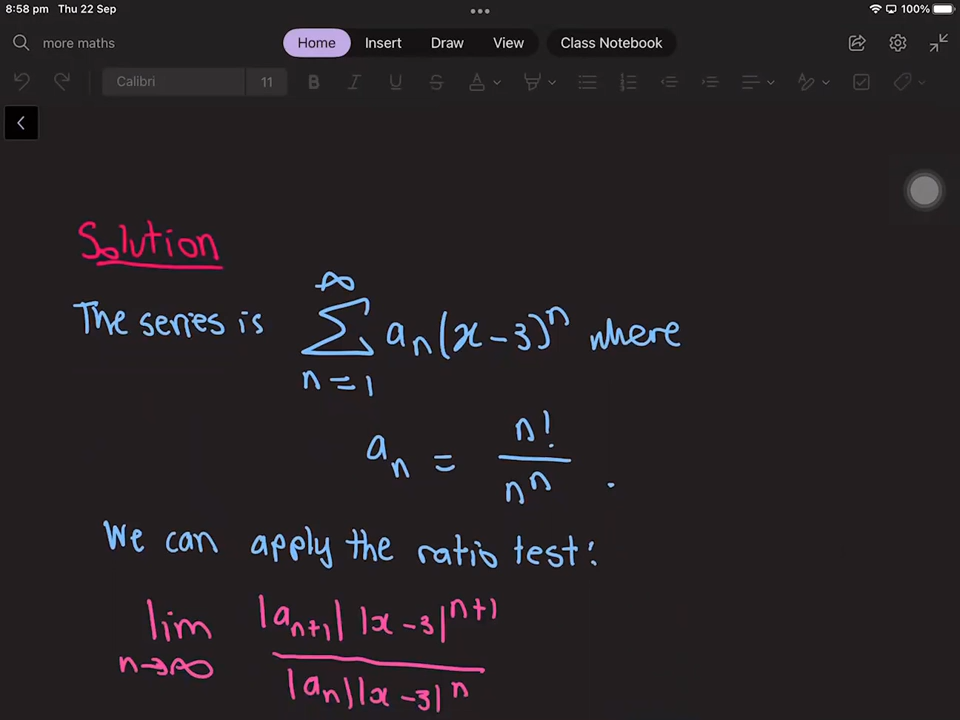 8:58 pm Thu 22 Sep 100%
more maths Home Insert Draw View Class Notebook
Calibri 11 B I U S A
Solution
The series is ∑_{n=1}^{∞} a_n(x-3)^n where
a_n = n!/n^n .
We can apply the ratio test:
lim_{n→∞} |a_{n+1}| |x-3|^{n+1} / |a_n||x-3|^n